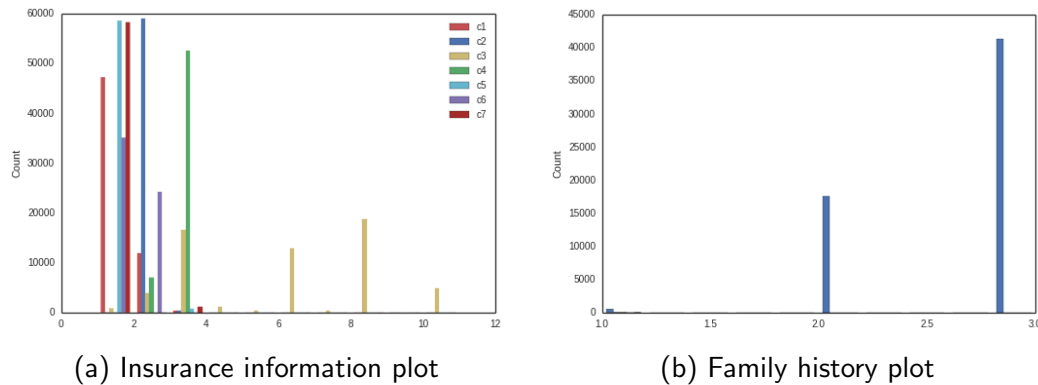 60000
50000
40000
30000
20000
10000
0
Count
0 2 4 6 8 10 12
c1
c2
c3
c4
c5
c6
c7
(a) Insurance information plot
45000
40000
35000
30000
25000
20000
15000
10000
5000
0
Count
1.0 1.5 2.0 2.5 3.0
(b) Family history plot